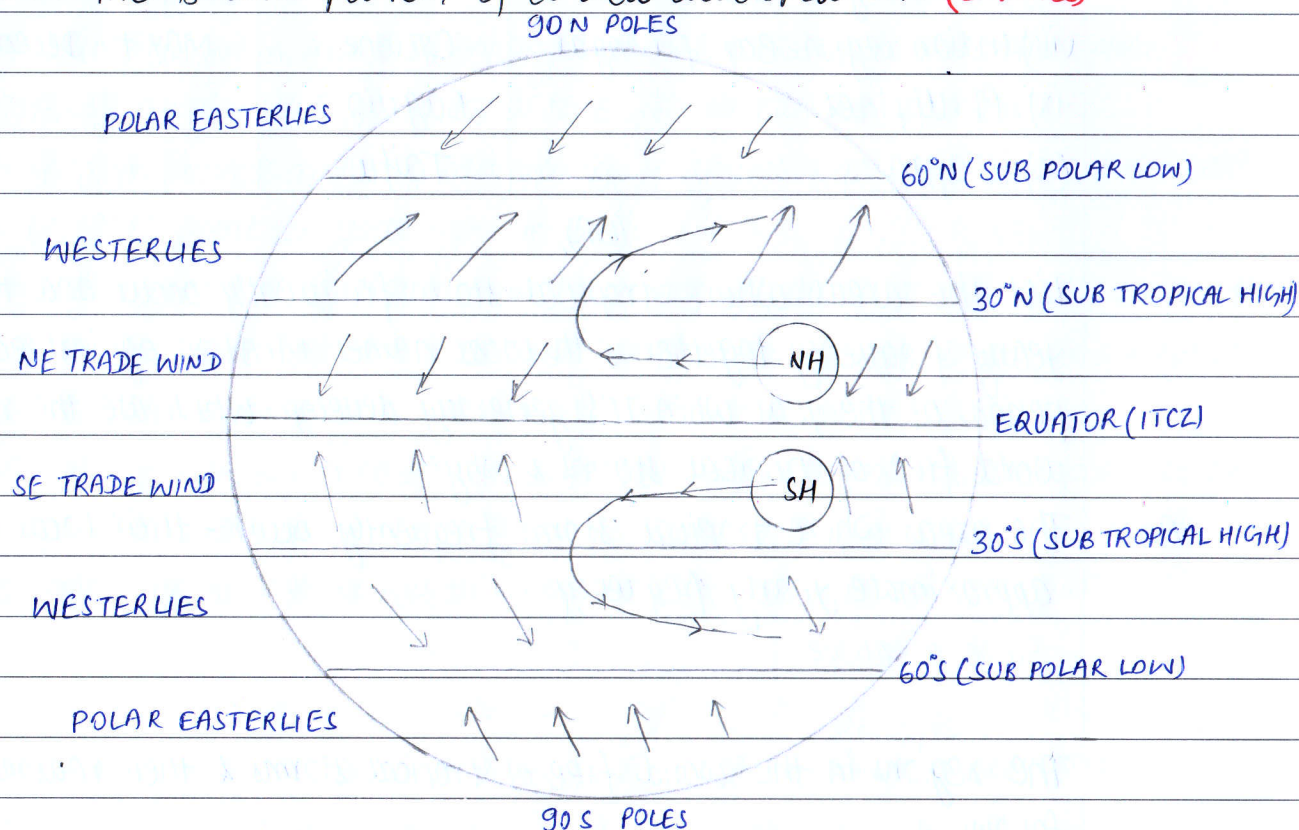 90 N POLES
POLAR EASTERLIES
60°N (SUB POLAR LOW)
WESTERLIES
30°N (SUB TROPICAL HIGH)
NE TRADE WIND
NH
EQUATOR (ITCZ)
SE TRADE WIND
SH
30°S (SUB TROPICAL HIGH)
WESTERLIES
60°S (SUB POLAR LOW)
POLAR EASTERLIES
90 S POLES